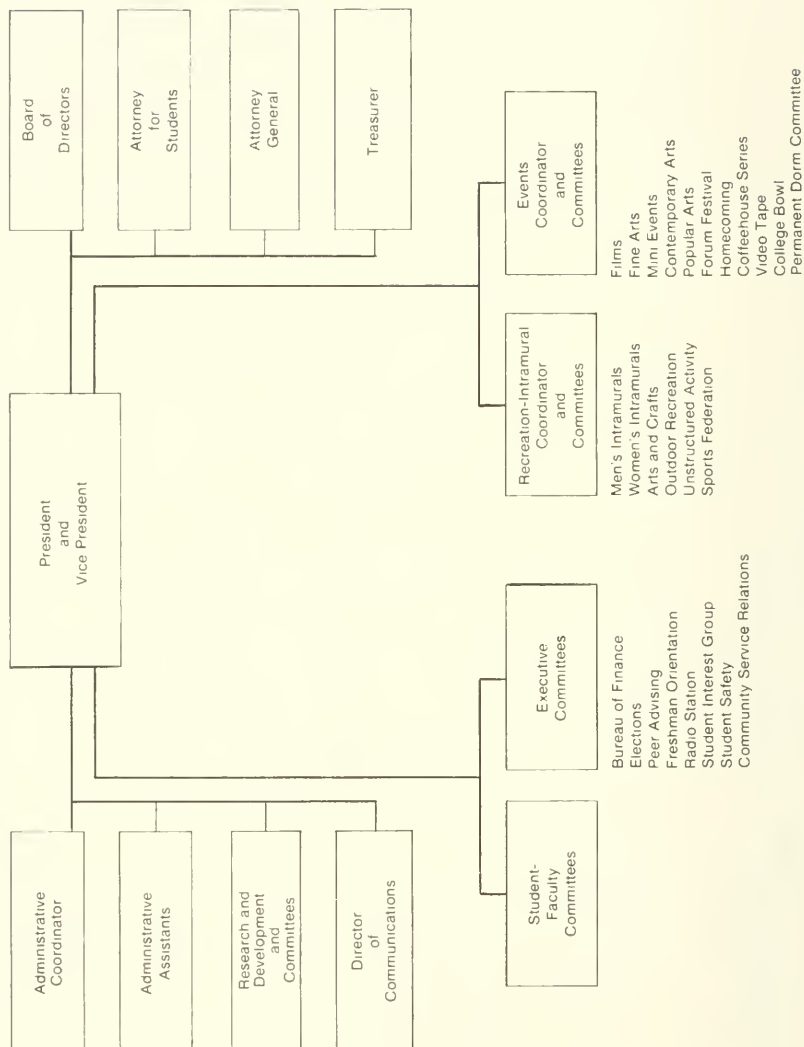 President
and
Vice President
Administrative
Coordinator
Administrative
Assistants
Research and
Development
and
Committees
Director
of
Communications
Board
of
Directors
Attorney
for
Students
Attorney
General
Treasurer
Student-
Faculty
Committees
Executive
Committees
Bureau of Finance
Elections
Peer Advising
Freshman Orientation
Radio Station
Student Interest Group
Student Safety
Community Service Relations
Recreation-Intramural
Coordinator
and
Committees
Men's Intramurals
Women's Intramurals
Arts and Crafts
Outdoor Recreation
Unstructured Activity
Sports Federation
Events
Coordinator
and
Committees
Films
Fine Arts
Mini Events
Contemporary Arts
Popular Arts
Forum Festival
Homecoming
Coffeehouse Series
Video Tape
College Bowl
Permanent Dorm Committee